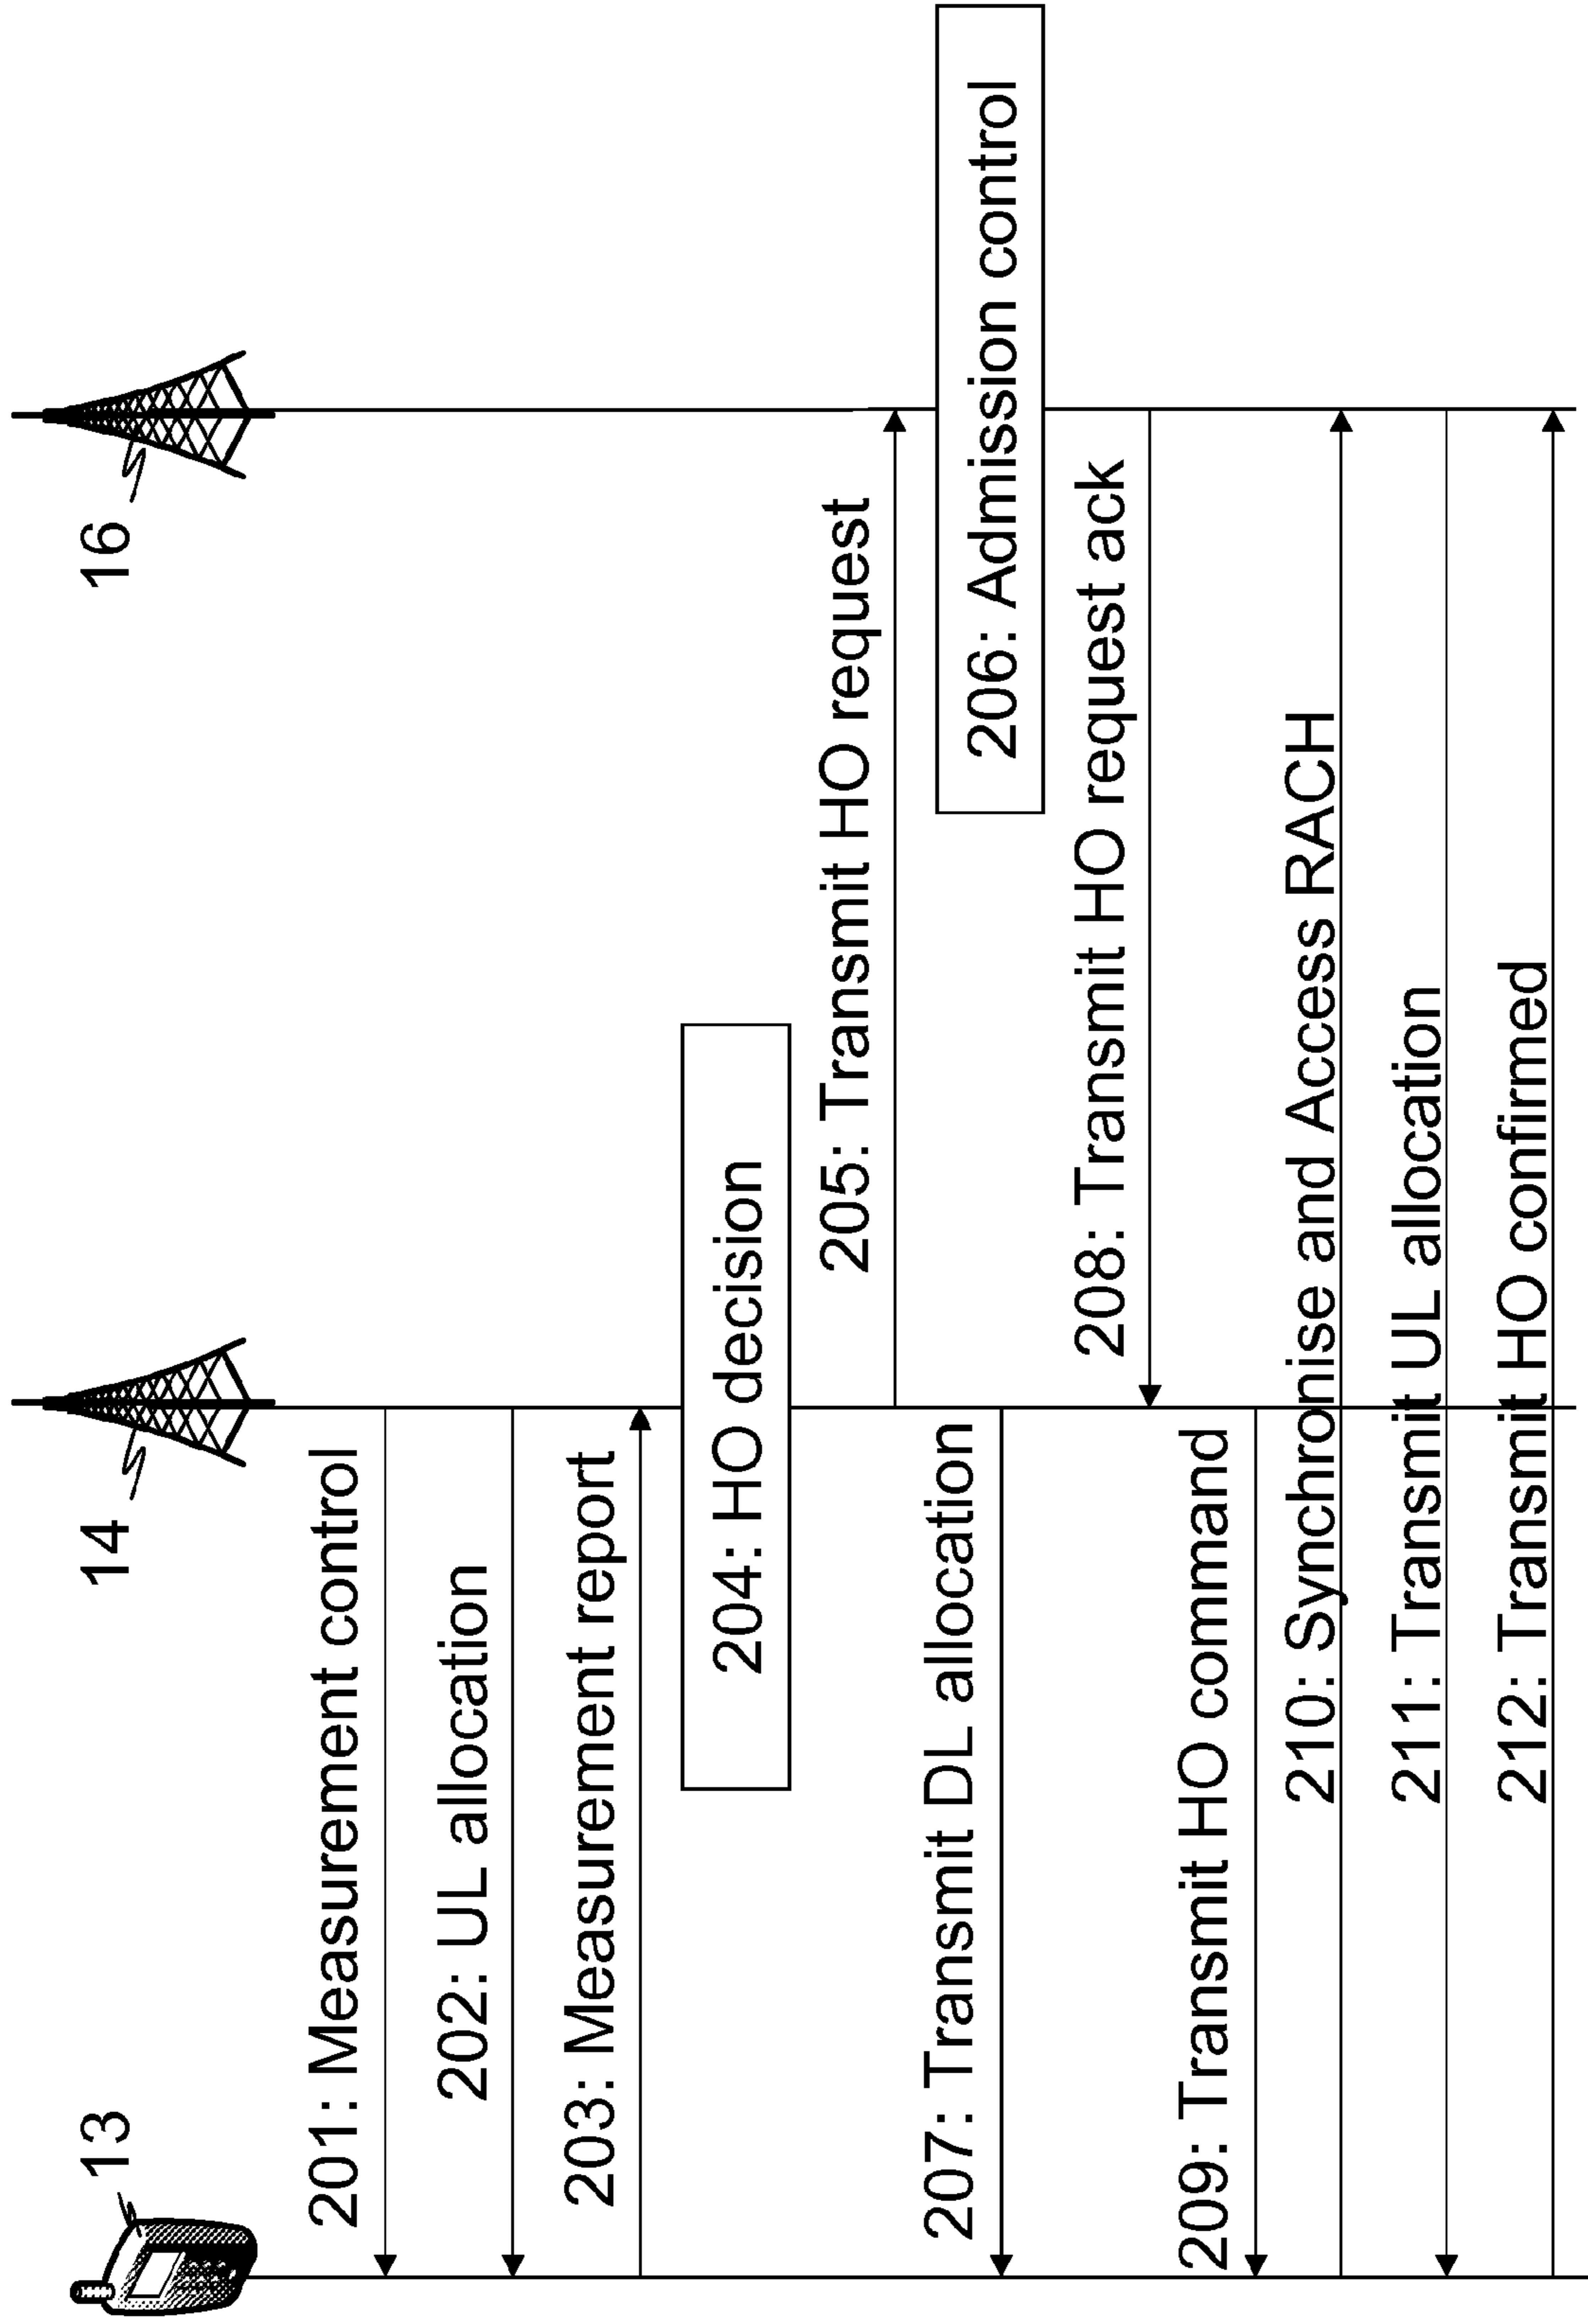 13
14
16
201: Measurement control
202: UL allocation
203: Measurement report
204: HO decision
205: Transmit HO request
206: Admission control
207: Transmit DL allocation
208: Transmit HO request ack
209: Transmit HO command
210: Synchronise and Access RACH
211: Transmit UL allocation
212: Transmit HO confirmed